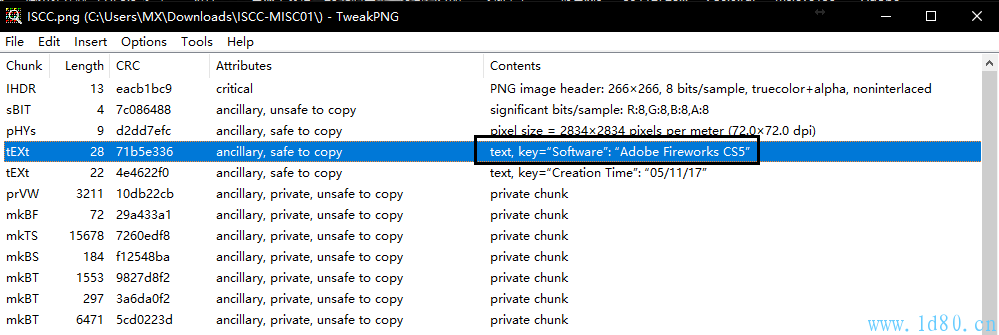 ISCC.png (C:\Users\MX\Downloads\ISCC-MISC01\) - TweakPNG
File Edit Insert Options Tools Help
Chunk Length CRC Attributes Contents
IHDR 13 eacb1bc9 critical PNG image header: 266×266, 8 bits/sample, truecolor+alpha, noninterlaced
sBIT 4 7c086488 ancillary, unsafe to copy significant bits/sample: R:8,G:8,B:8,A:8
pHYs 9 d2dd7efc ancillary, safe to copy pixel size = 2834×2834 pixels per meter (72.0×72.0 dpi)
tEXt 28 71b5e336 ancillary, safe to copy text, key=“Software”: “Adobe Fireworks CS5”
tEXt 22 4e4622f0 ancillary, safe to copy text, key=“Creation Time”: “05/11/17”
prVW 3211 10db22cb ancillary, private, unsafe to copy private chunk
mkBF 72 29a433a1 ancillary, private, unsafe to copy private chunk
mkTS 15678 7260edf8 ancillary, private, unsafe to copy private chunk
mkBS 184 f12548ba ancillary, private, unsafe to copy private chunk
mkBT 1553 9827d8f2 ancillary, private, unsafe to copy private chunk
mkBT 297 3a6da0f2 ancillary, private, unsafe to copy private chunk
mkBT 6471 5cd0223d ancillary, private, unsafe to copy private chunk
www.1d80.com